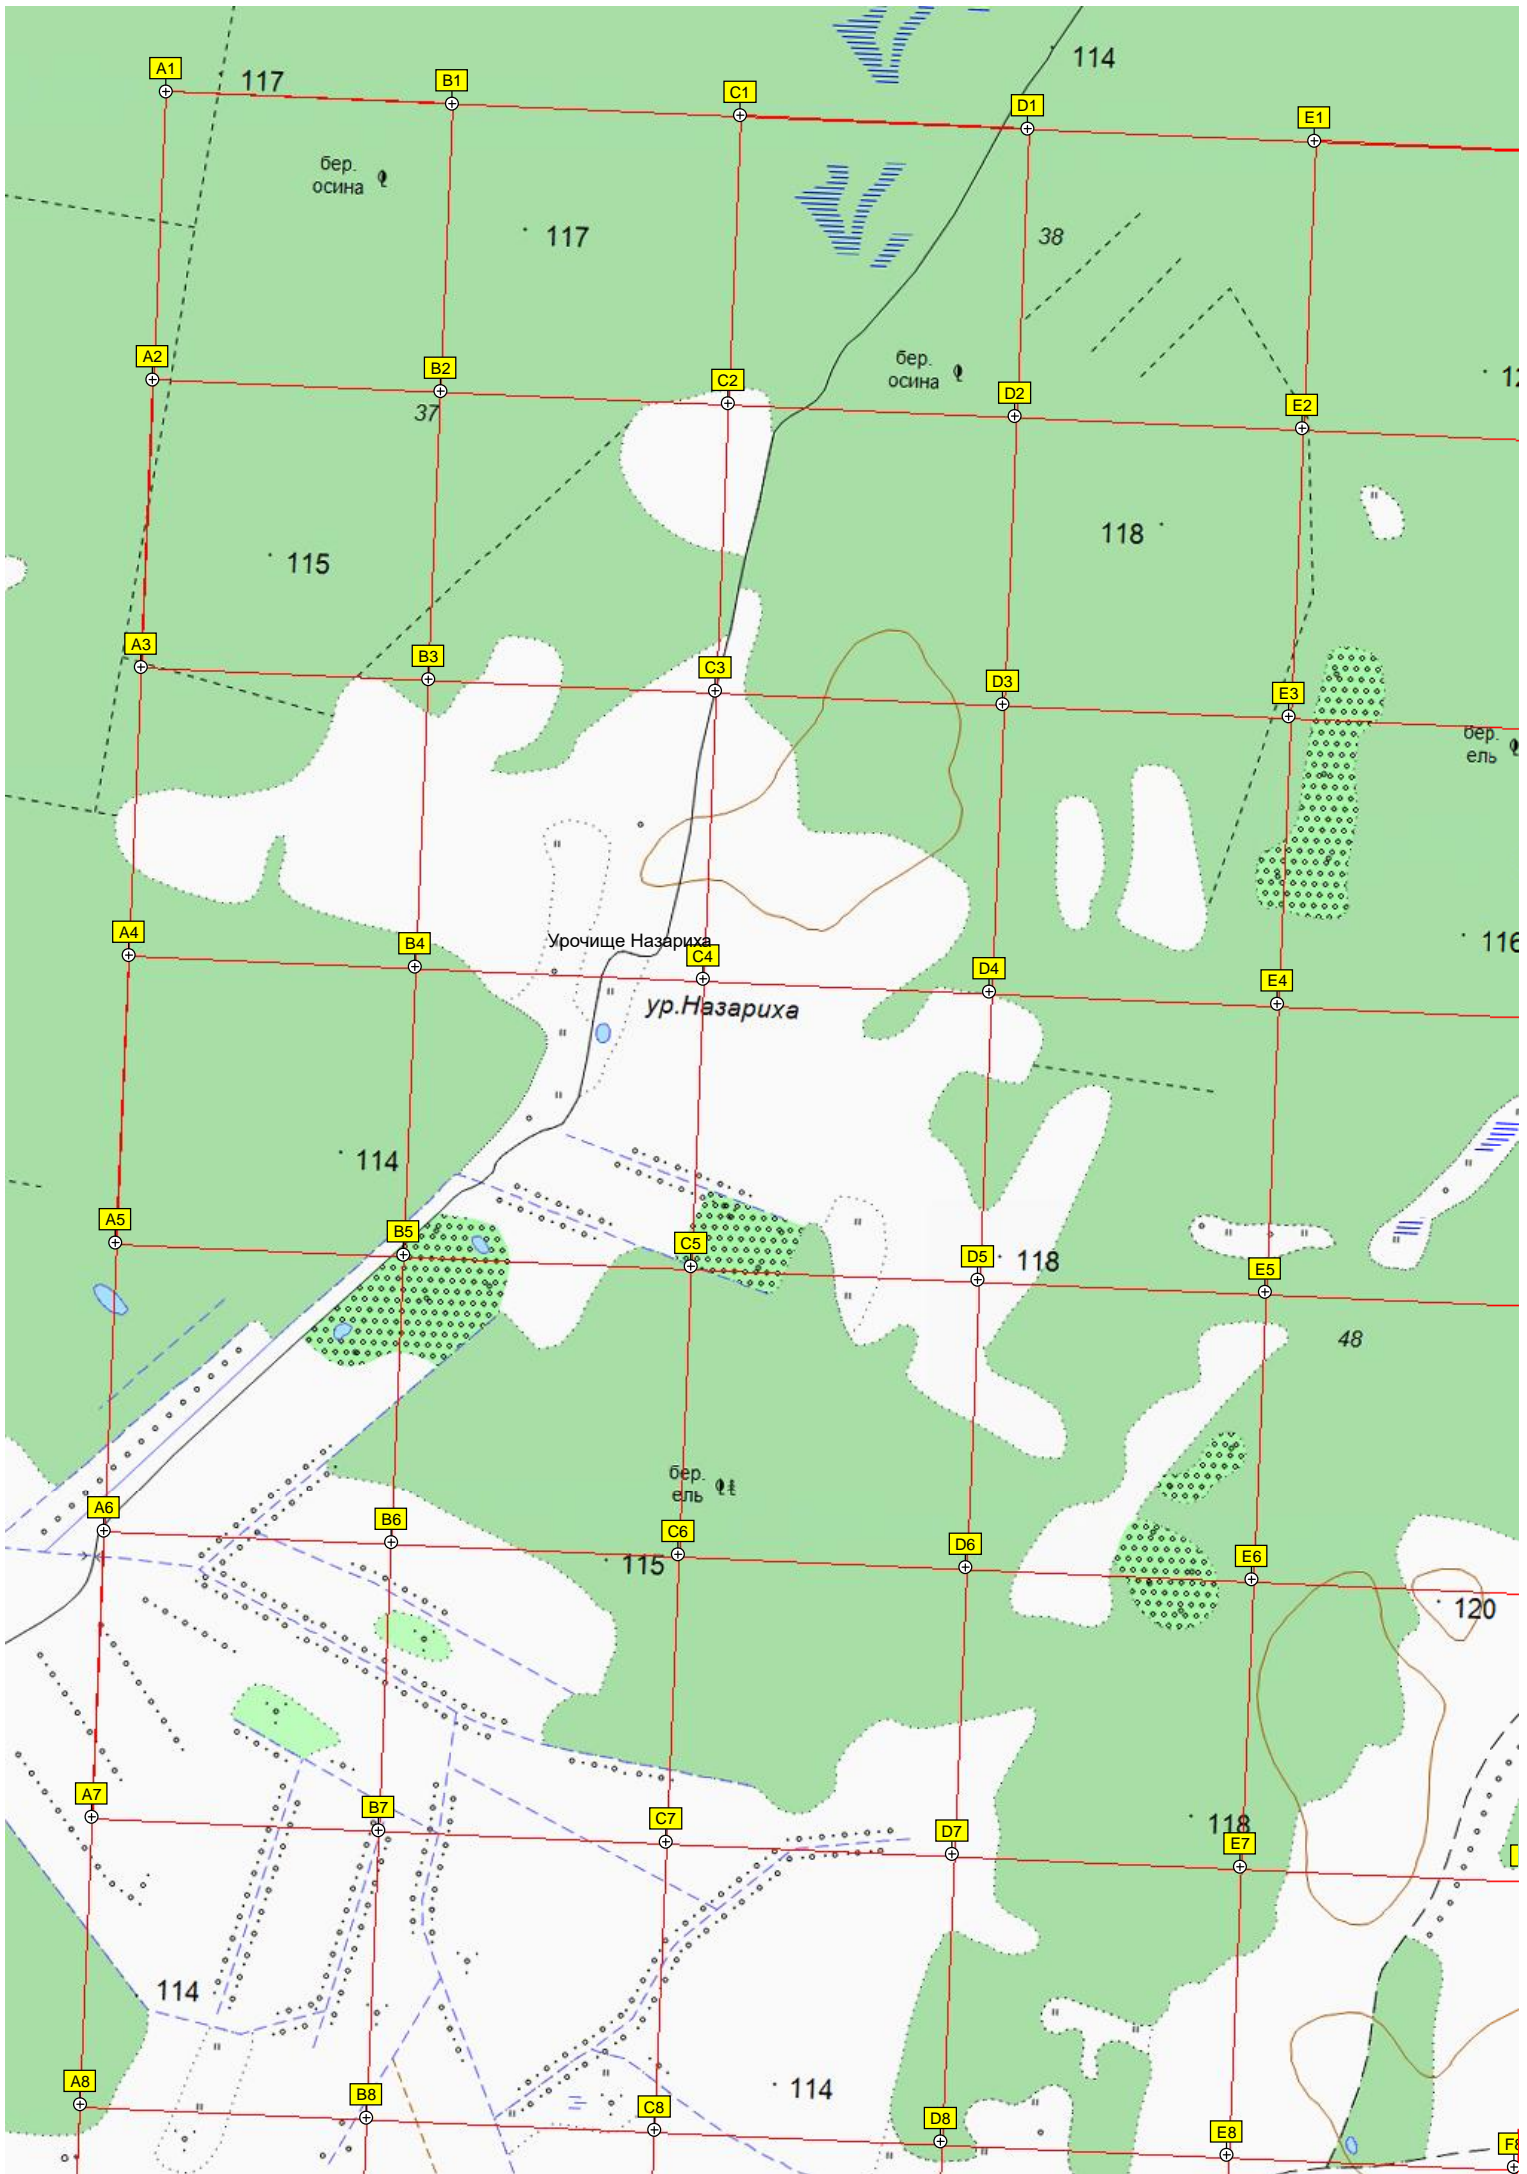 114
A1
117
B1
C1
D1
E1
бер.
осина
117
38
A2
B2
C2
бер.
осина
D2
E2
37
118
115
A3
B3
C3
D3
E3
бер.
ель
A4
B4
Урочище Назариха
C4
D4
E4
116
ур.Назариха
114
A5
B5
C5
D5
118
E5
48
бер.
ель
A6
B6
C6
D6
E6
115
120
A7
B7
C7
D7
118
E7
114
A8
B8
C8
114
D8
E8
F8